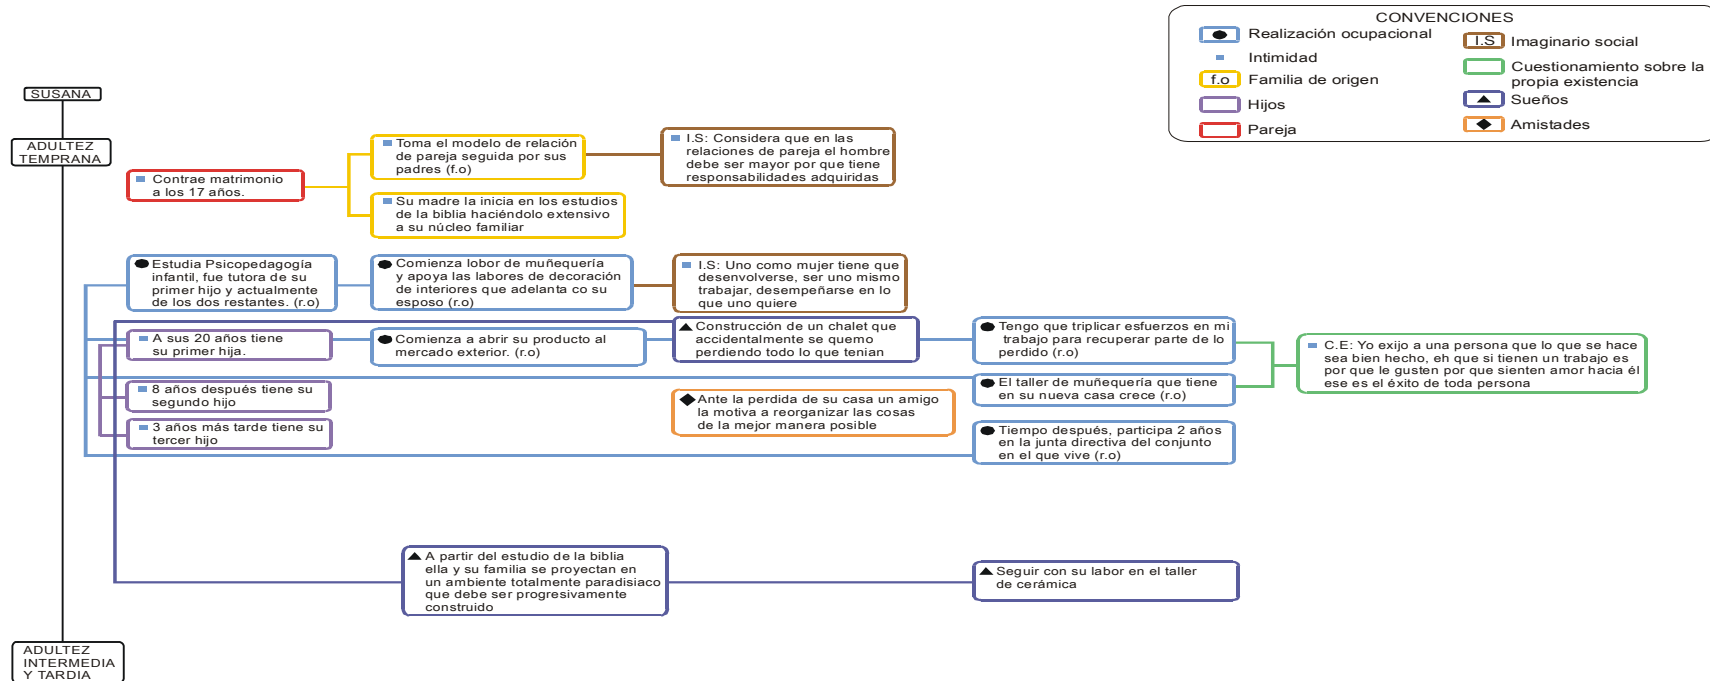 CONVENCIONES
Realización ocupacional
Intimidad
f.o Familia de origen
Hijos
Pareja
I.S Imaginario social
Cuestionamiento sobre la
propia existencia
Sueños
Amistades
SUSANA
ADULTEZ
TEMPRANA
Contrae matrimonio
a los 17 años.
Toma el modelo de relación
de pareja seguida por sus
padres (f.o)
I.S: Considera que en las
relaciones de pareja el hombre
debe ser mayor por que tiene
responsabilidades adquiridas
Su madre la inicia en los estudios
de la biblia haciéndolo extensivo
a su núcleo familiar
Estudia Psicopedagogía
infantil, fue tutora de su
primer hijo y actualmente
de los dos restantes. (r.o)
Comienza lobor de muñequería
y apoya las labores de decoración
de interiores que adelanta co su
esposo (r.o)
I.S: Uno como mujer tiene que
desenvolverse, ser uno mismo
trabajar, desempeñarse en lo
que uno quiere
A sus 20 años tiene
su primer hija.
Comienza a abrir su producto al
mercado exterior. (r.o)
Construcción de un chalet que
accidentalmente se quemo
perdiendo todo lo que tenian
Tengo que triplicar esfuerzos en mi
trabajo para recuperar parte de lo
perdido (r.o)
C.E: Yo exijo a una persona que lo que se hace
sea bien hecho, eh que si tienen un trabajo es
por que le gusten por que sienten amor hacia él
ese es el éxito de toda persona
8 años después tiene su
segundo hijo
El taller de muñequería que tiene
en su nueva casa crece (r.o)
Ante la perdida de su casa un amigo
la motiva a reorganizar las cosas
de la mejor manera posible
3 años más tarde tiene su
tercer hijo
Tiempo después, participa 2 años
en la junta directiva del conjunto
en el que vive (r.o)
A partir del estudio de la biblia
ella y su familia se proyectan en
un ambiente totalmente paradisiaco
que debe ser progresivamente
construido
Seguir con su labor en el taller
de cerámica
ADULTEZ
INTERMEDIA
Y TARDIA